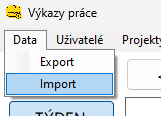 Výkazy práce
Data Uživatelé Projekty
Export
Import
TÝDEN